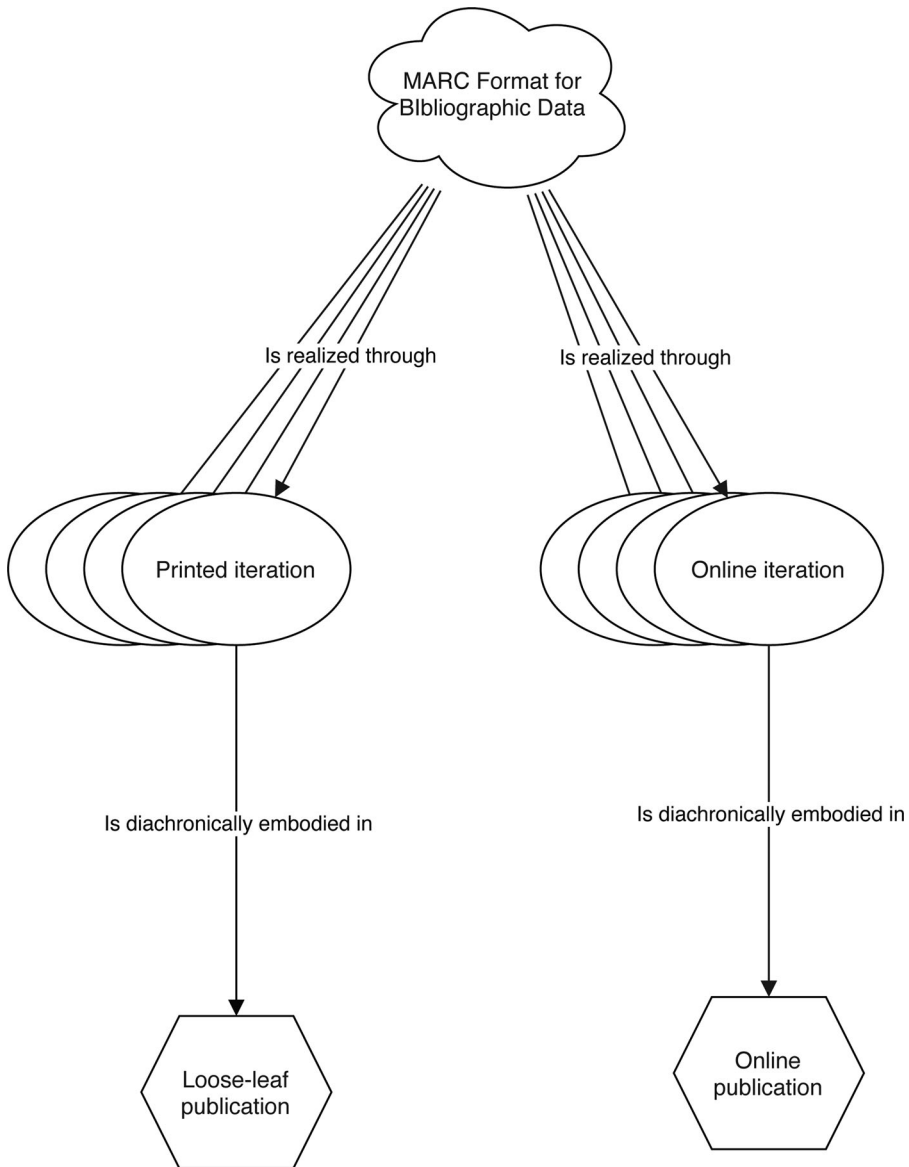 MARC Format for
BIbliographic Data
Is realized through
Is realized through
Printed iteration
Online iteration
Is diachronically embodied in
Is diachronically embodied in
Loose-leaf
publication
Online
publication